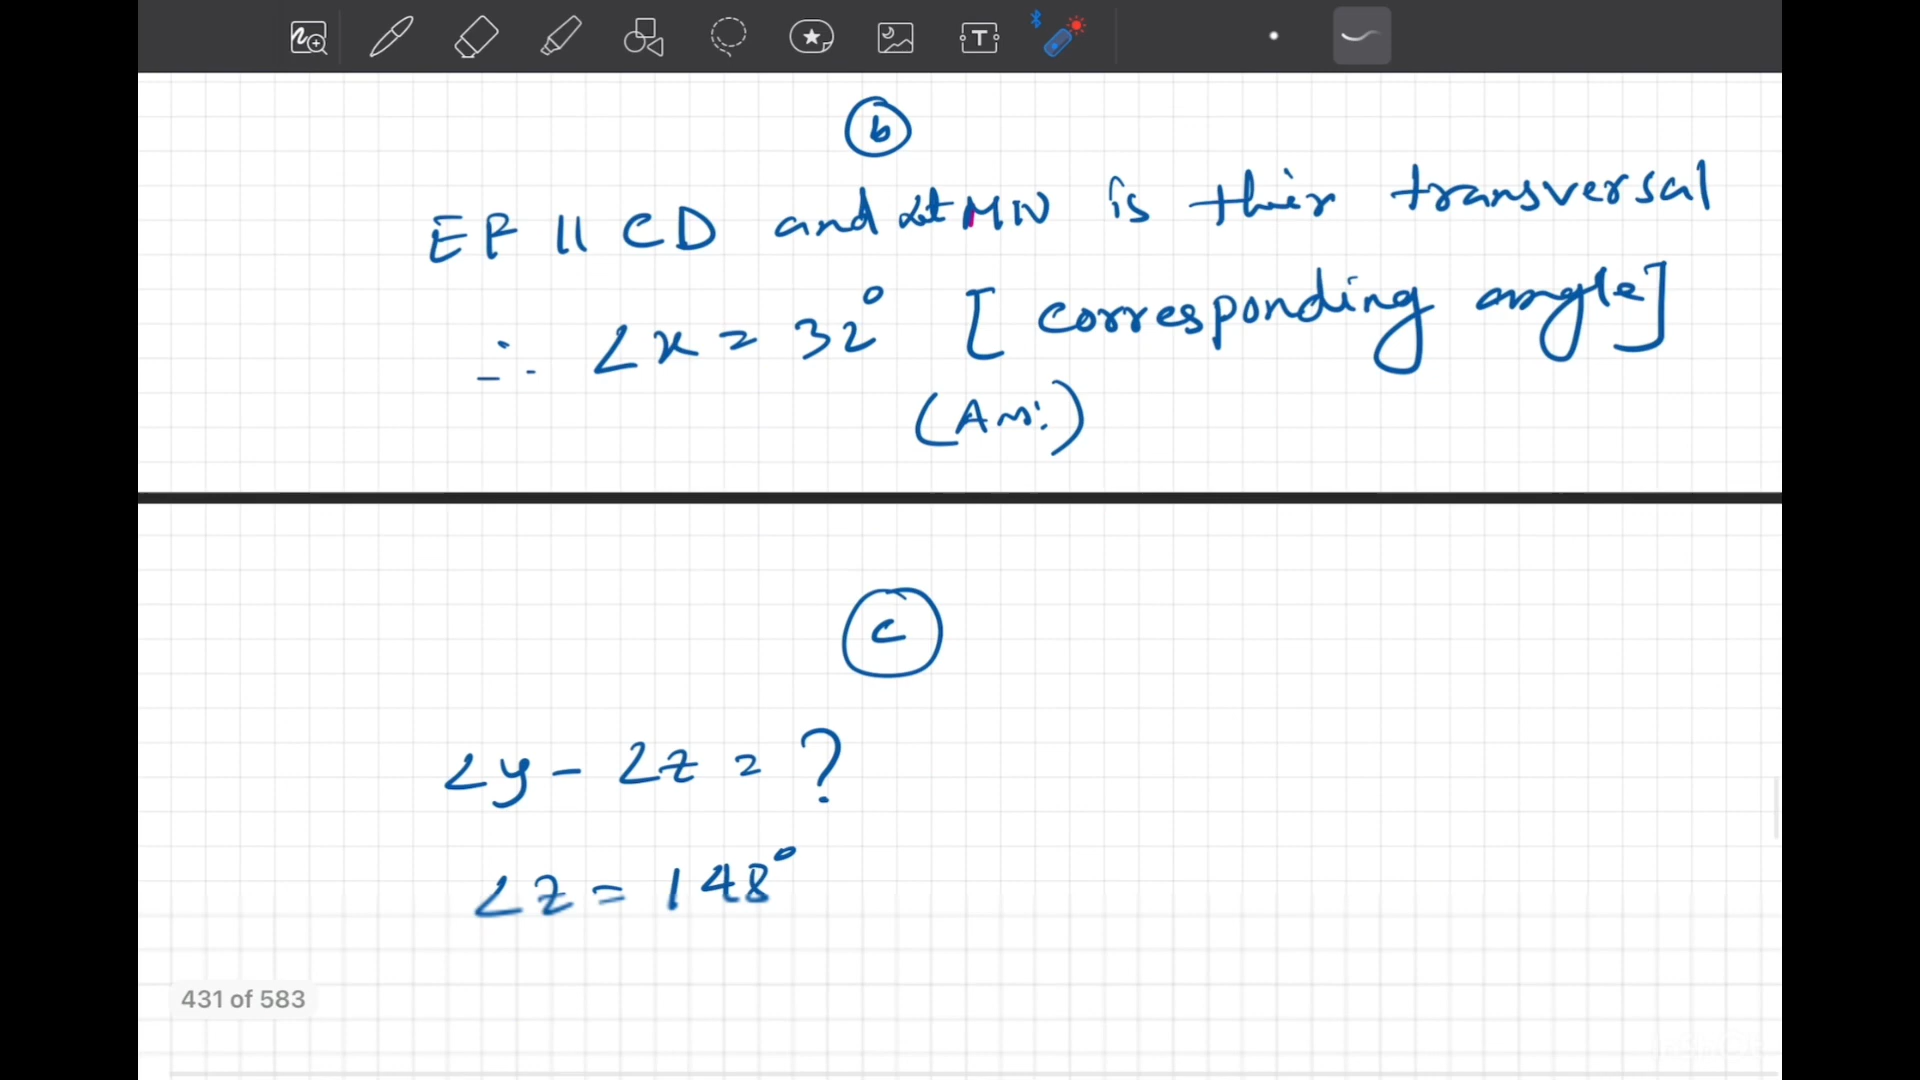 T
b
EF || CD and let MN is their transversal
∴ ∠x = 32° [corresponding angle]
(Ans:)
c
∠y - ∠z = ?
∠z = 148°
431 of 583